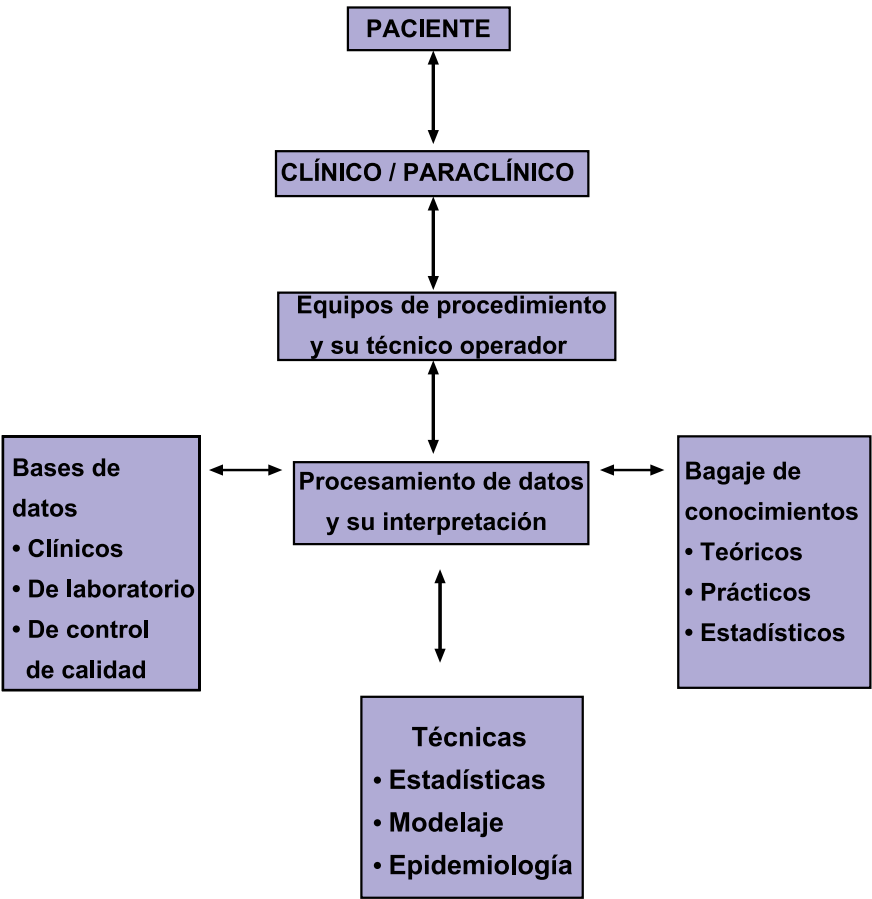 PACIENTE
CLÍNICO / PARACLÍNICO
Equipos de procedimiento
y su técnico operador
Bases de
datos
• Clínicos
• De laboratorio
• De control
de calidad
Procesamiento de datos
y su interpretación
Bagaje de
conocimientos
• Teóricos
• Prácticos
• Estadísticos
Técnicas
• Estadísticas
• Modelaje
• Epidemiología